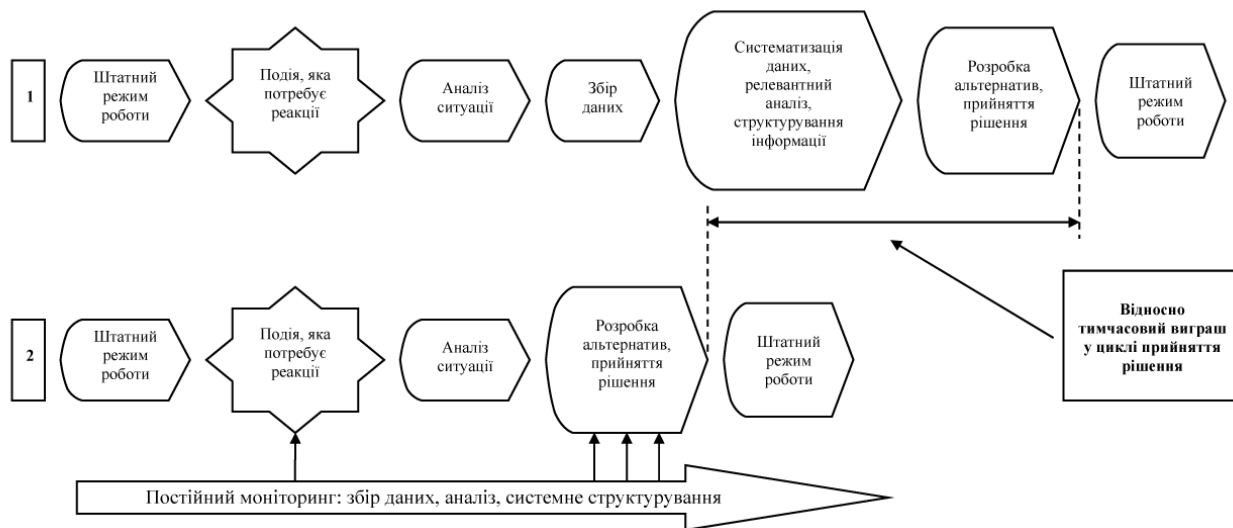 1
Штатний
режим
роботи
Подія, яка
потребує
реакції
Аналіз
ситуації
Збір
даних
Систематизація
даних,
релевантний
аналіз,
структурування
інформації
Розробка
альтернатив,
прийняття
рішення
Штатний
режим
роботи
2
Штатний
режим
роботи
Подія, яка
потребує
реакції
Аналіз
ситуації
Розробка
альтернатив,
прийняття
рішення
Штатний
режим
роботи
Відносно
тимчасовий виграш
у циклі прийняття
рішення
Постійний моніторинг: збір даних, аналіз, системне структурування